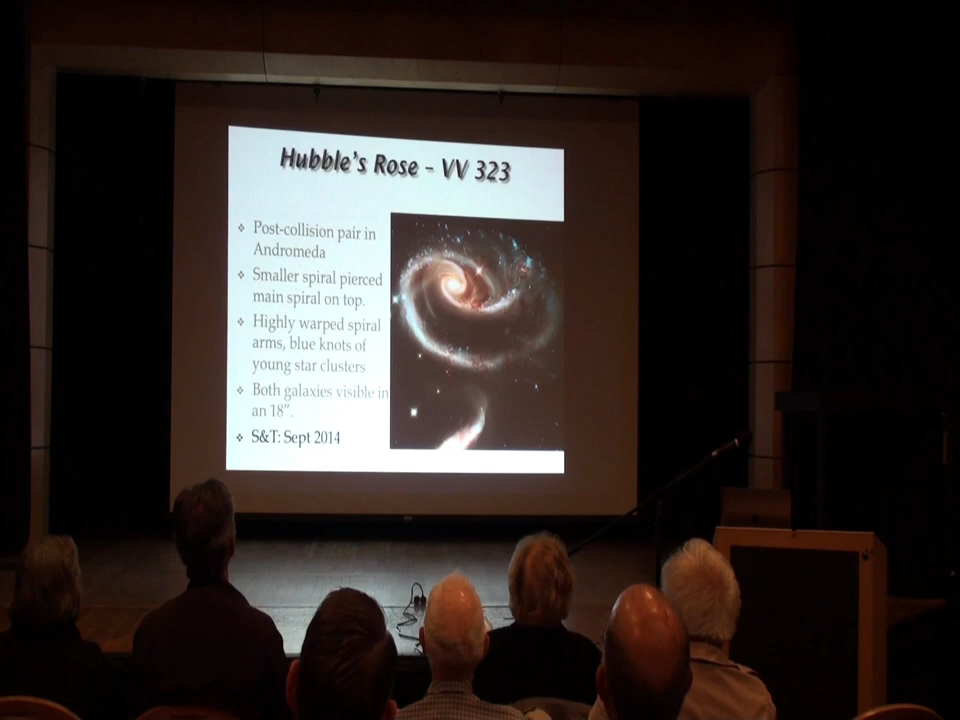 Hubble's Rose – VV 323
❖ Post-collision pair in
Andromeda
❖ Smaller spiral pierced
main spiral on top.
❖ Highly warped spiral
arms, blue knots of
young star clusters
❖ Both galaxies visible in
an 18".
❖ S&T: Sept 2014